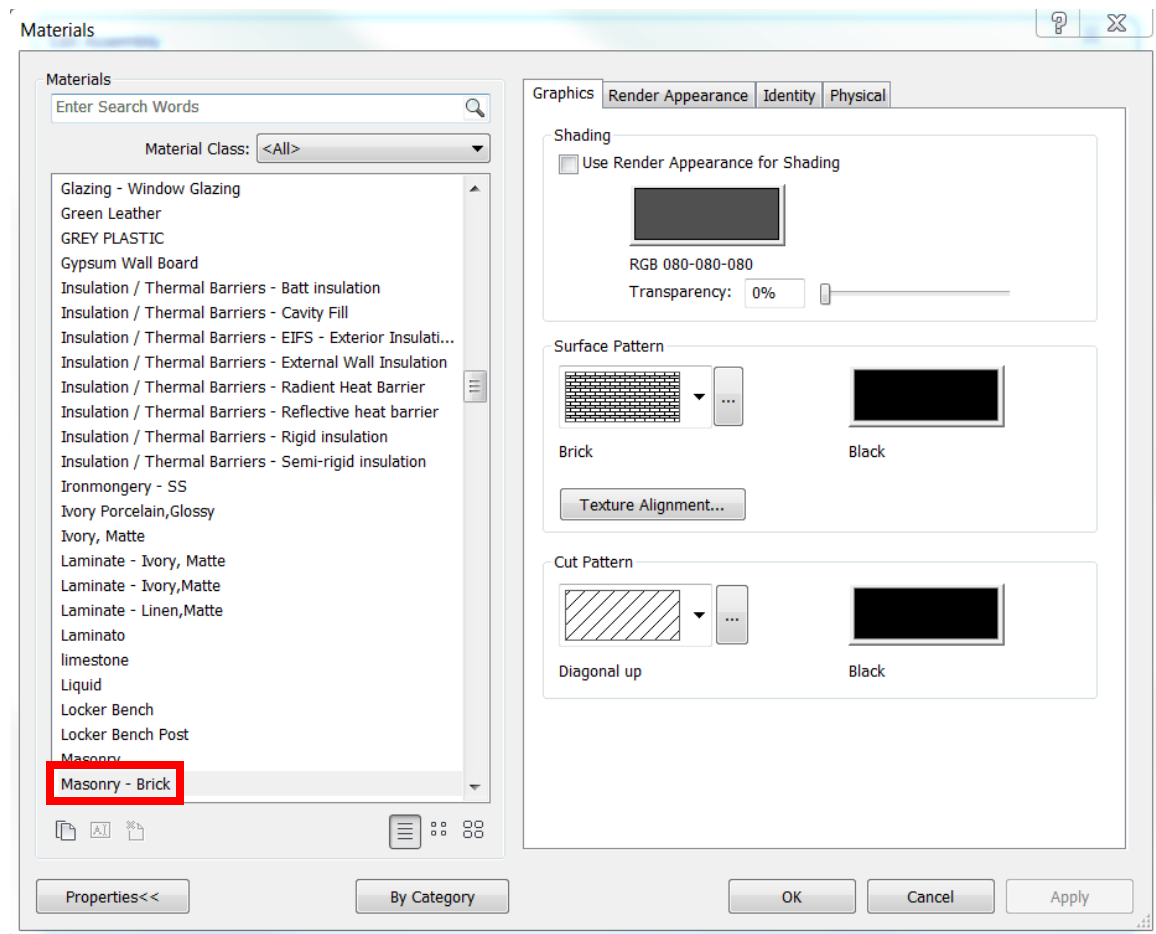 Materials
Materials
Enter Search Words
Material Class: <All>
Glazing - Window Glazing
Green Leather
GREY PLASTIC
Gypsum Wall Board
Insulation / Thermal Barriers - Batt insulation
Insulation / Thermal Barriers - Cavity Fill
Insulation / Thermal Barriers - EIFS - Exterior Insulati...
Insulation / Thermal Barriers - External Wall Insulation
Insulation / Thermal Barriers - Radient Heat Barrier
Insulation / Thermal Barriers - Reflective heat barrier
Insulation / Thermal Barriers - Rigid insulation
Insulation / Thermal Barriers - Semi-rigid insulation
Ironmongery - SS
Ivory Porcelain,Glossy
Ivory, Matte
Laminate - Ivory, Matte
Laminate - Ivory,Matte
Laminate - Linen,Matte
Laminato
limestone
Liquid
Locker Bench
Locker Bench Post
Masonry
Masonry - Brick
AI
Properties<<
By Category
Graphics Render Appearance Identity Physical
Shading
Use Render Appearance for Shading
RGB 080-080-080
Transparency: 0%
Surface Pattern
...
Brick
Black
Texture Alignment...
Cut Pattern
...
Diagonal up
Black
OK
Cancel
Apply